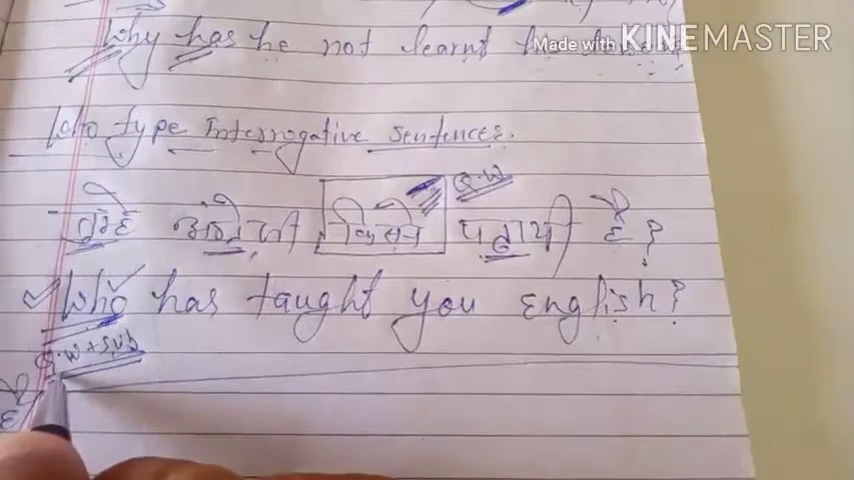 Why has he not learnt
Made with KINEMASTER
Who type Interrogative sentences.
Q.W
तुम्हें अंग्रेजी किसने पढ़ायी है?
Who has taught you English?
Q.W + Sub
है